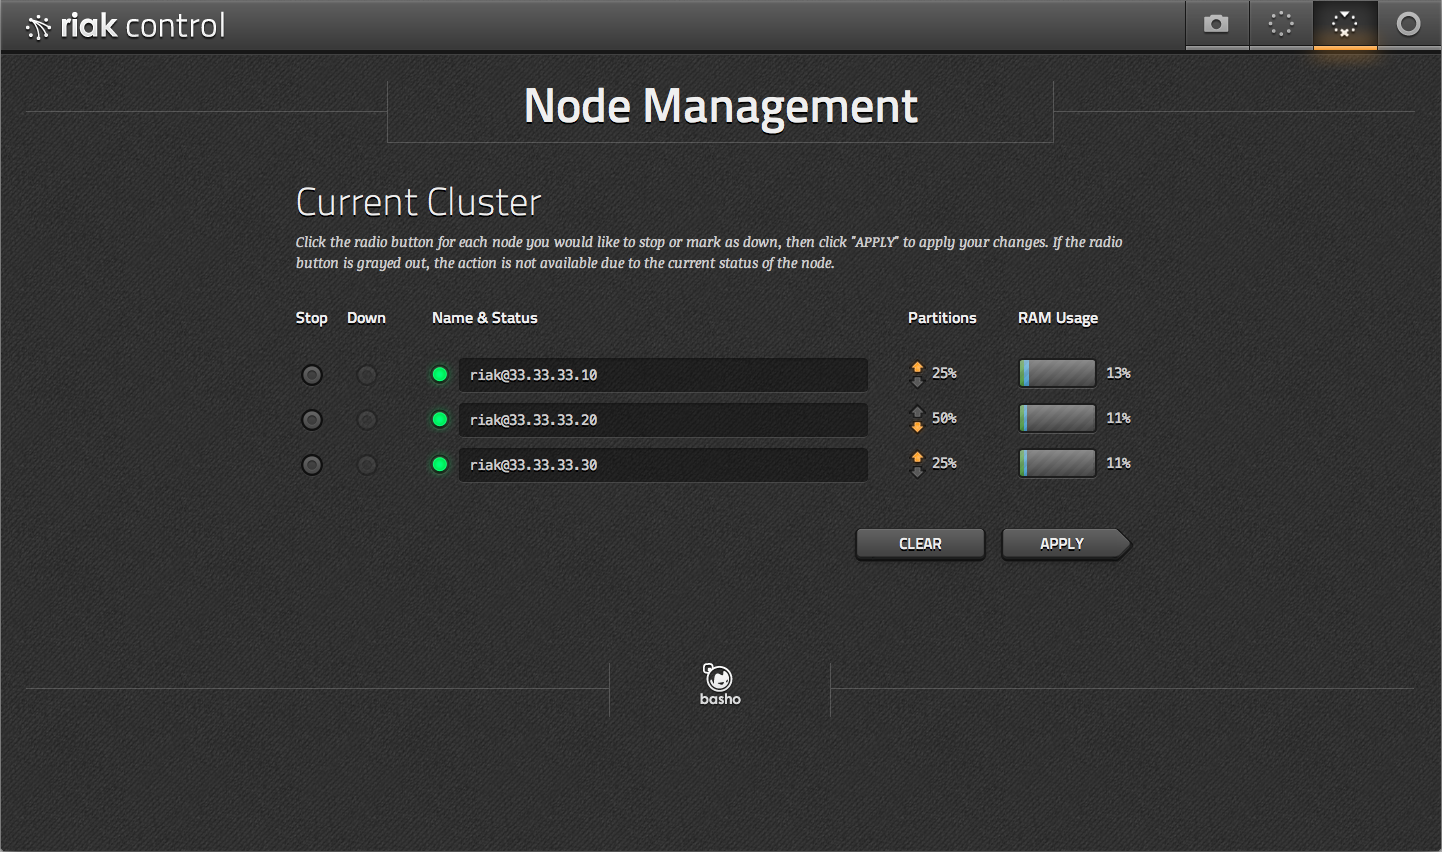 riak control
Node Management
Current Cluster
Click the radio button for each node you would like to stop or mark as down, then click "APPLY" to apply your changes. If the radio
button is grayed out, the action is not available due to the current status of the node.
Stop Down Name & Status Partitions RAM Usage
riak@33.33.33.10 25% 13%
riak@33.33.33.20 50% 11%
riak@33.33.33.30 25% 11%
CLEAR APPLY
basho